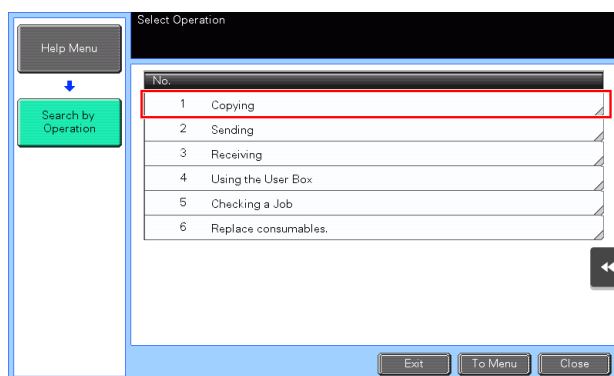 Select Operation
Help Menu
Search by
Operation
No.
1 Copying
2 Sending
3 Receiving
4 Using the User Box
5 Checking a Job
6 Replace consumables.
Exit To Menu Close